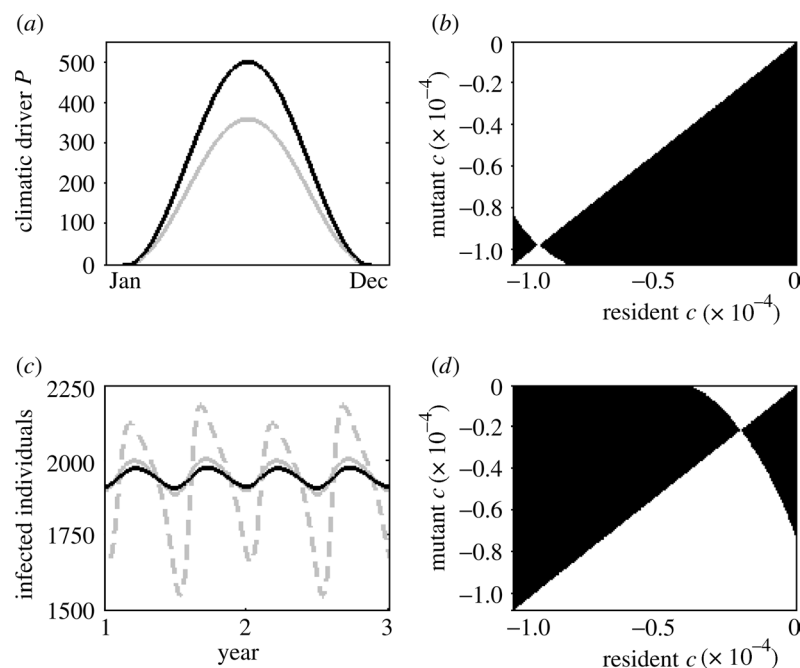 (a)
climatic driver P
500
400
300
200
100
0
Jan
Dec
(b)
mutant c (× 10⁻⁴)
0
−0.2
−0.4
−0.6
−0.8
−1.0
−1.0
−0.5
0
resident c (× 10⁻⁴)
(c)
infected individuals
2250
2000
1750
1500
1
2
3
year
(d)
mutant c (× 10⁻⁴)
0
−0.2
−0.4
−0.6
−0.8
−1.0
−1.0
−0.5
0
resident c (× 10⁻⁴)